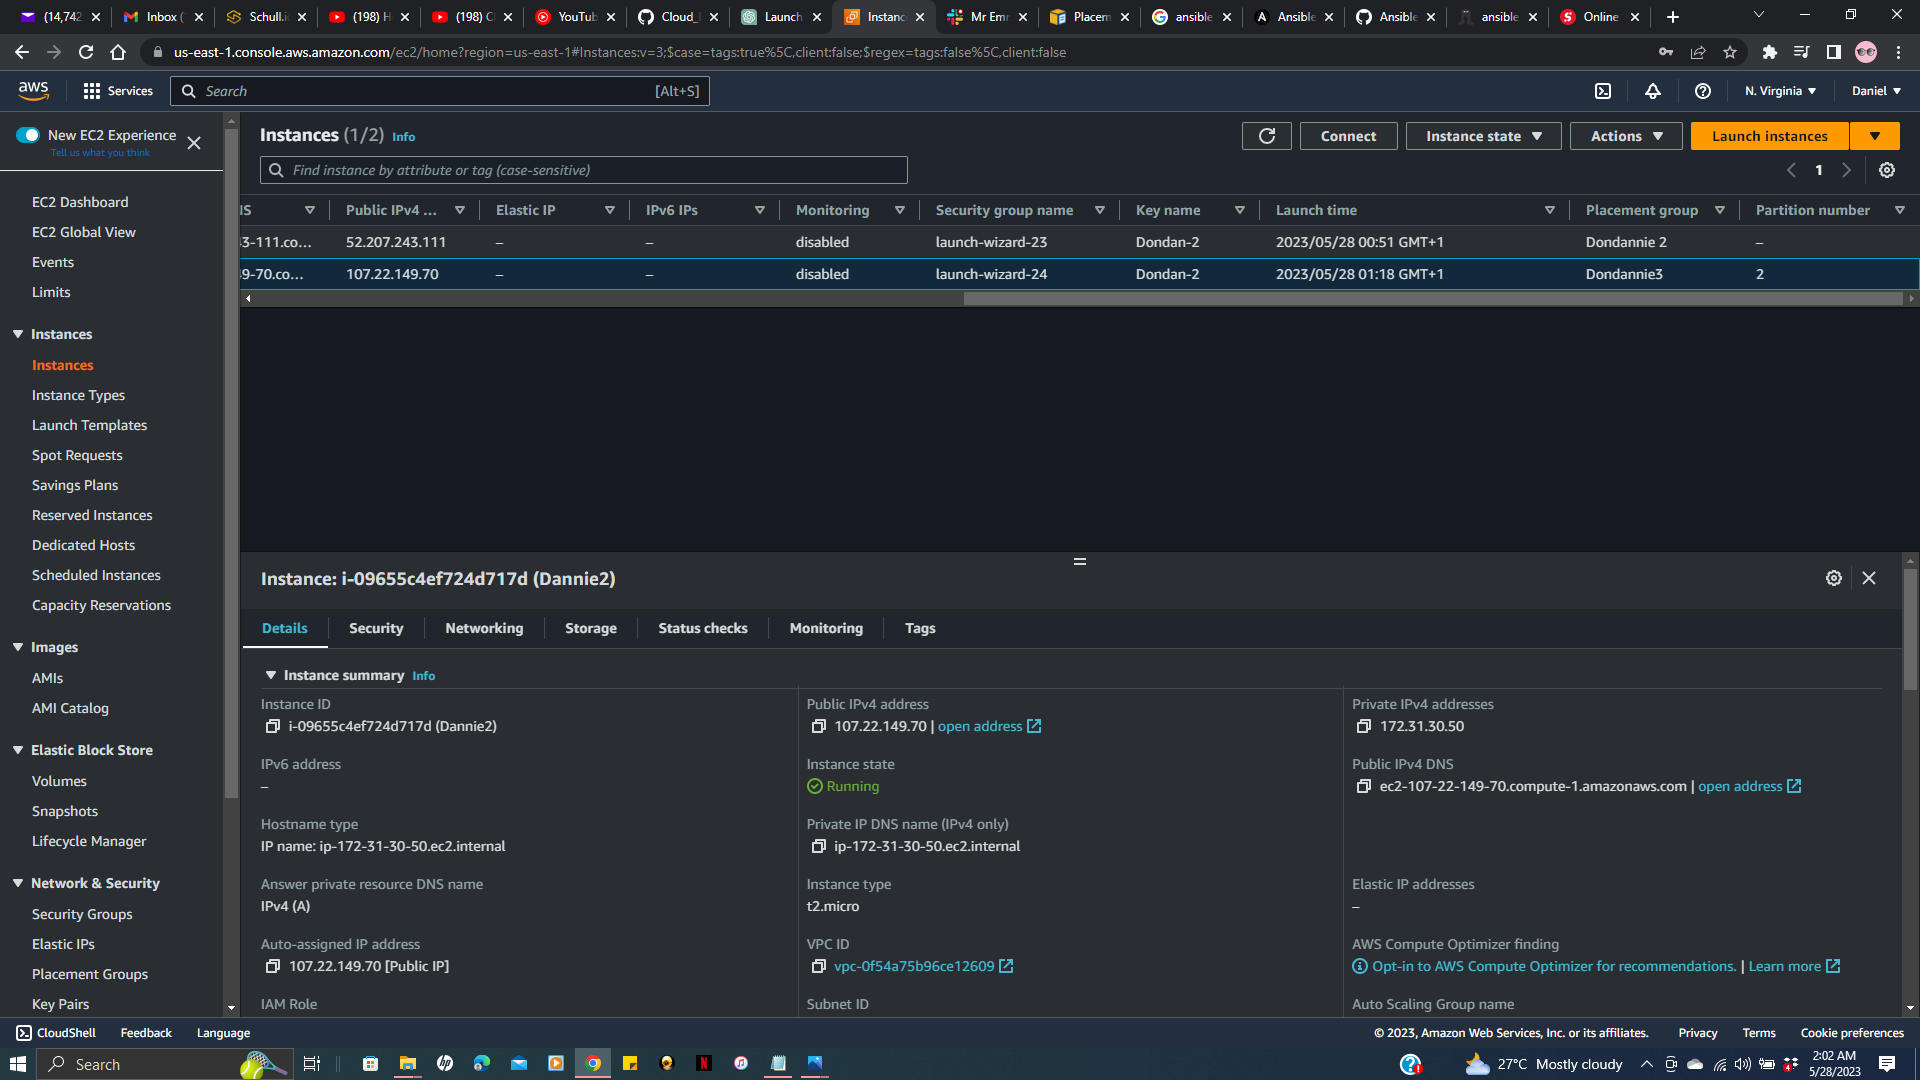 (14,742
Inbox (
Schull.i
(198) H
(198) C
YouTub
Cloud_
Launch
Instanc
Mr Emr
Placem
ansible
Ansible
Ansible
ansible
Online
us-east-1.console.aws.amazon.com/ec2/home?region=us-east-1#Instances:v=3;$case=tags:true%5C,client:false;$regex=tags:false%5C,client:false
aws
Services
Search
[Alt+S]
N. Virginia
Daniel
New EC2 Experience
Tell us what you think
EC2 Dashboard
EC2 Global View
Events
Limits
Instances
Instances
Instance Types
Launch Templates
Spot Requests
Savings Plans
Reserved Instances
Dedicated Hosts
Scheduled Instances
Capacity Reservations
Images
AMIs
AMI Catalog
Elastic Block Store
Volumes
Snapshots
Lifecycle Manager
Network & Security
Security Groups
Elastic IPs
Placement Groups
Key Pairs
Instances (1/2) Info
Connect
Instance state
Actions
Launch instances
Find instance by attribute or tag (case-sensitive)
1
Public IPv4 ... Elastic IP IPv6 IPs Monitoring Security group name Key name Launch time Placement group Partition number
3-111.co... 52.207.243.111 – – disabled launch-wizard-23 Dondan-2 2023/05/28 00:51 GMT+1 Dondannie 2 –
9-70.co... 107.22.149.70 – – disabled launch-wizard-24 Dondan-2 2023/05/28 01:18 GMT+1 Dondannie3 2
Instance: i-09655c4ef724d717d (Dannie2)
Details Security Networking Storage Status checks Monitoring Tags
Instance summary Info
Instance ID
i-09655c4ef724d717d (Dannie2)
Public IPv4 address
107.22.149.70 | open address
Private IPv4 addresses
172.31.30.50
IPv6 address
–
Instance state
Running
Public IPv4 DNS
ec2-107-22-149-70.compute-1.amazonaws.com | open address
Hostname type
IP name: ip-172-31-30-50.ec2.internal
Private IP DNS name (IPv4 only)
ip-172-31-30-50.ec2.internal
Answer private resource DNS name
IPv4 (A)
Instance type
t2.micro
Elastic IP addresses
–
Auto-assigned IP address
107.22.149.70 [Public IP]
VPC ID
vpc-0f54a75b96ce12609
AWS Compute Optimizer finding
Opt-in to AWS Compute Optimizer for recommendations. | Learn more
IAM Role
Subnet ID
Auto Scaling Group name
CloudShell
Feedback
Language
© 2023, Amazon Web Services, Inc. or its affiliates.
Privacy
Terms
Cookie preferences
Search
27°C Mostly cloudy
2:02 AM
5/28/2023